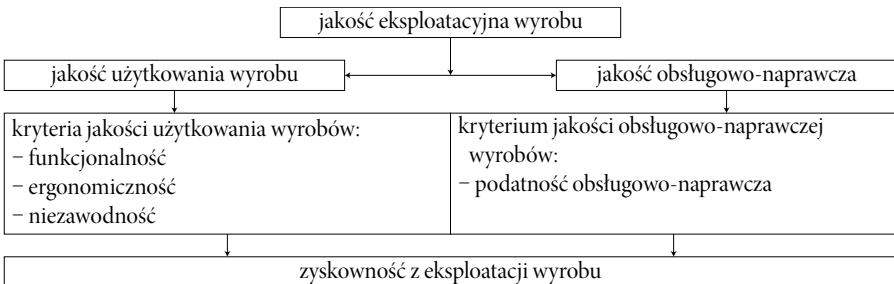 jakość eksploatacyjna wyrobu
jakość użytkowania wyrobu
jakość obsługowo-naprawcza
kryteria jakości użytkowania wyrobów:
– funkcjonalność
– ergonomiczność
– niezawodność
kryterium jakości obsługowo-naprawczej
wyrobów:
– podatność obsługowo-naprawcza
zyskowność z eksploatacji wyrobu